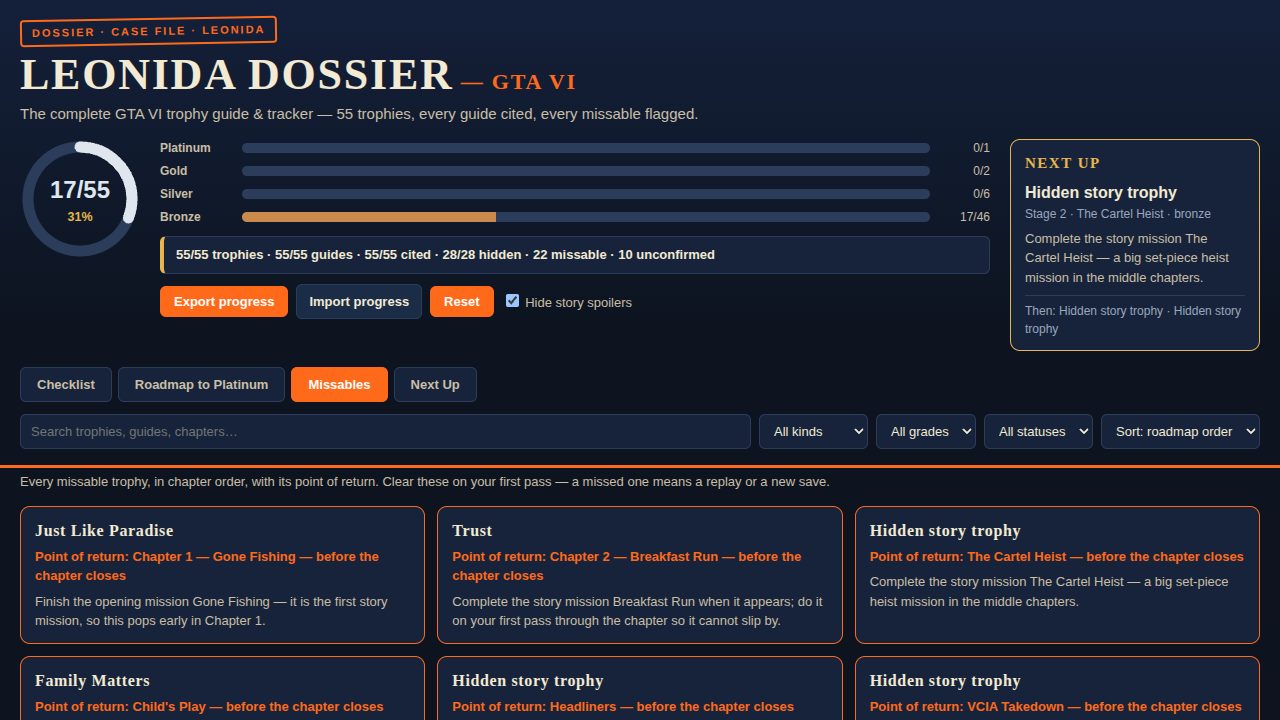 DOSSIER · CASE FILE · LEONIDA
LEONIDA DOSSIER — GTA VI
The complete GTA VI trophy guide & tracker — 55 trophies, every guide cited, every missable flagged.
17/55
31%
Platinum 0/1
Gold 0/2
Silver 0/6
Bronze 17/46
55/55 trophies · 55/55 guides · 55/55 cited · 28/28 hidden · 22 missable · 10 unconfirmed
Export progress Import progress Reset Hide story spoilers
NEXT UP
Hidden story trophy
Stage 2 · The Cartel Heist · bronze
Complete the story mission The
Cartel Heist — a big set-piece heist
mission in the middle chapters.
Then: Hidden story trophy · Hidden story
trophy
Checklist Roadmap to Platinum Missables Next Up
Search trophies, guides, chapters… All kinds All grades All statuses Sort: roadmap order
Every missable trophy, in chapter order, with its point of return. Clear these on your first pass — a missed one means a replay or a new save.
Just Like Paradise
Point of return: Chapter 1 — Gone Fishing — before the
chapter closes
Finish the opening mission Gone Fishing — it is the first story
mission, so this pops early in Chapter 1.
Trust
Point of return: Chapter 2 — Breakfast Run — before the
chapter closes
Complete the story mission Breakfast Run when it appears; do it
on your first pass through the chapter so it cannot slip by.
Hidden story trophy
Point of return: The Cartel Heist — before the chapter closes
Complete the story mission The Cartel Heist — a big set-piece
heist mission in the middle chapters.
Family Matters
Point of return: Child's Play — before the chapter closes
Hidden story trophy
Point of return: Headliners — before the chapter closes
Hidden story trophy
Point of return: VCIA Takedown — before the chapter closes